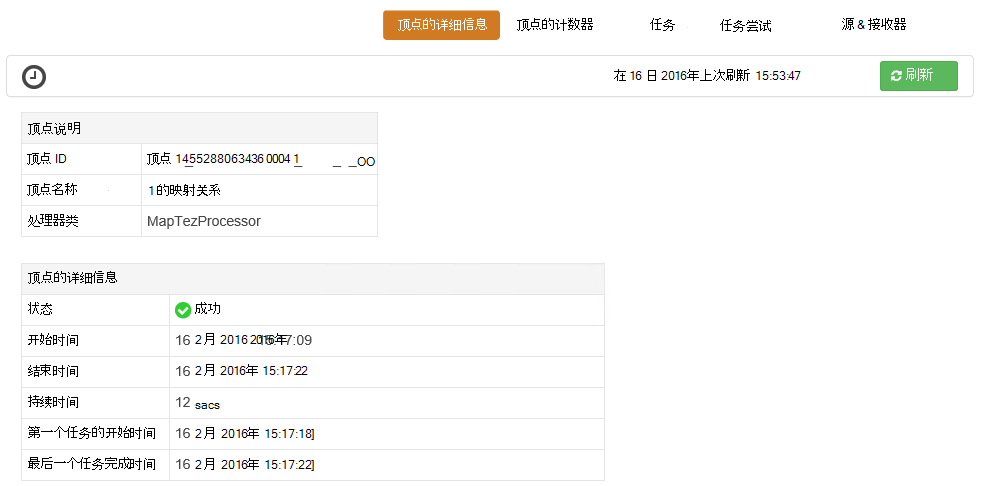 顶点的详细信息 顶点的计数器 任务 任务尝试 源 & 接收器
在 16 日 2016年上次刷新 15:53:47 刷新
顶点说明
顶点 ID 顶点 1455288063436 0004 1_ _ _OO
顶点名称 1 的映射关系
处理器类 MapTezProcessor
顶点的详细信息
状态 成功
开始时间 16 2月 2016 :17:09
结束时间 16 2月 2016年 15:17:22
持续时间 12 sacs
第一个任务的开始时间 16 2月 2016年 15:17:18]
最后一个任务完成时间 16 2月 2016年 15:17:22]